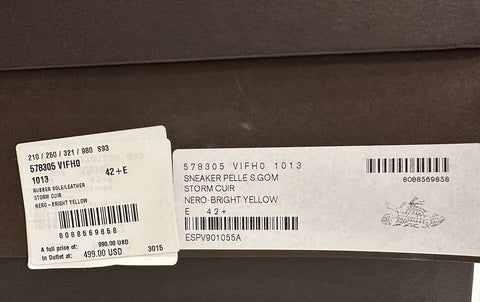 210 / 250 / 321 / 980 S93
578305 VIFH0
1013
42+E
RUBBER SOLE/LEATHER
STORM CUIR
NERO-BRIGHT YELLOW
8088569858
A full price of: 990.00 USD
In Outlet at: 499.00 USD
3015
578305 VIFH0 1013
SNEAKER PELLE S.GOM
STORM CUIR
NERO-BRIGHT YELLOW
E 42+
ESPV901055A
8088569858